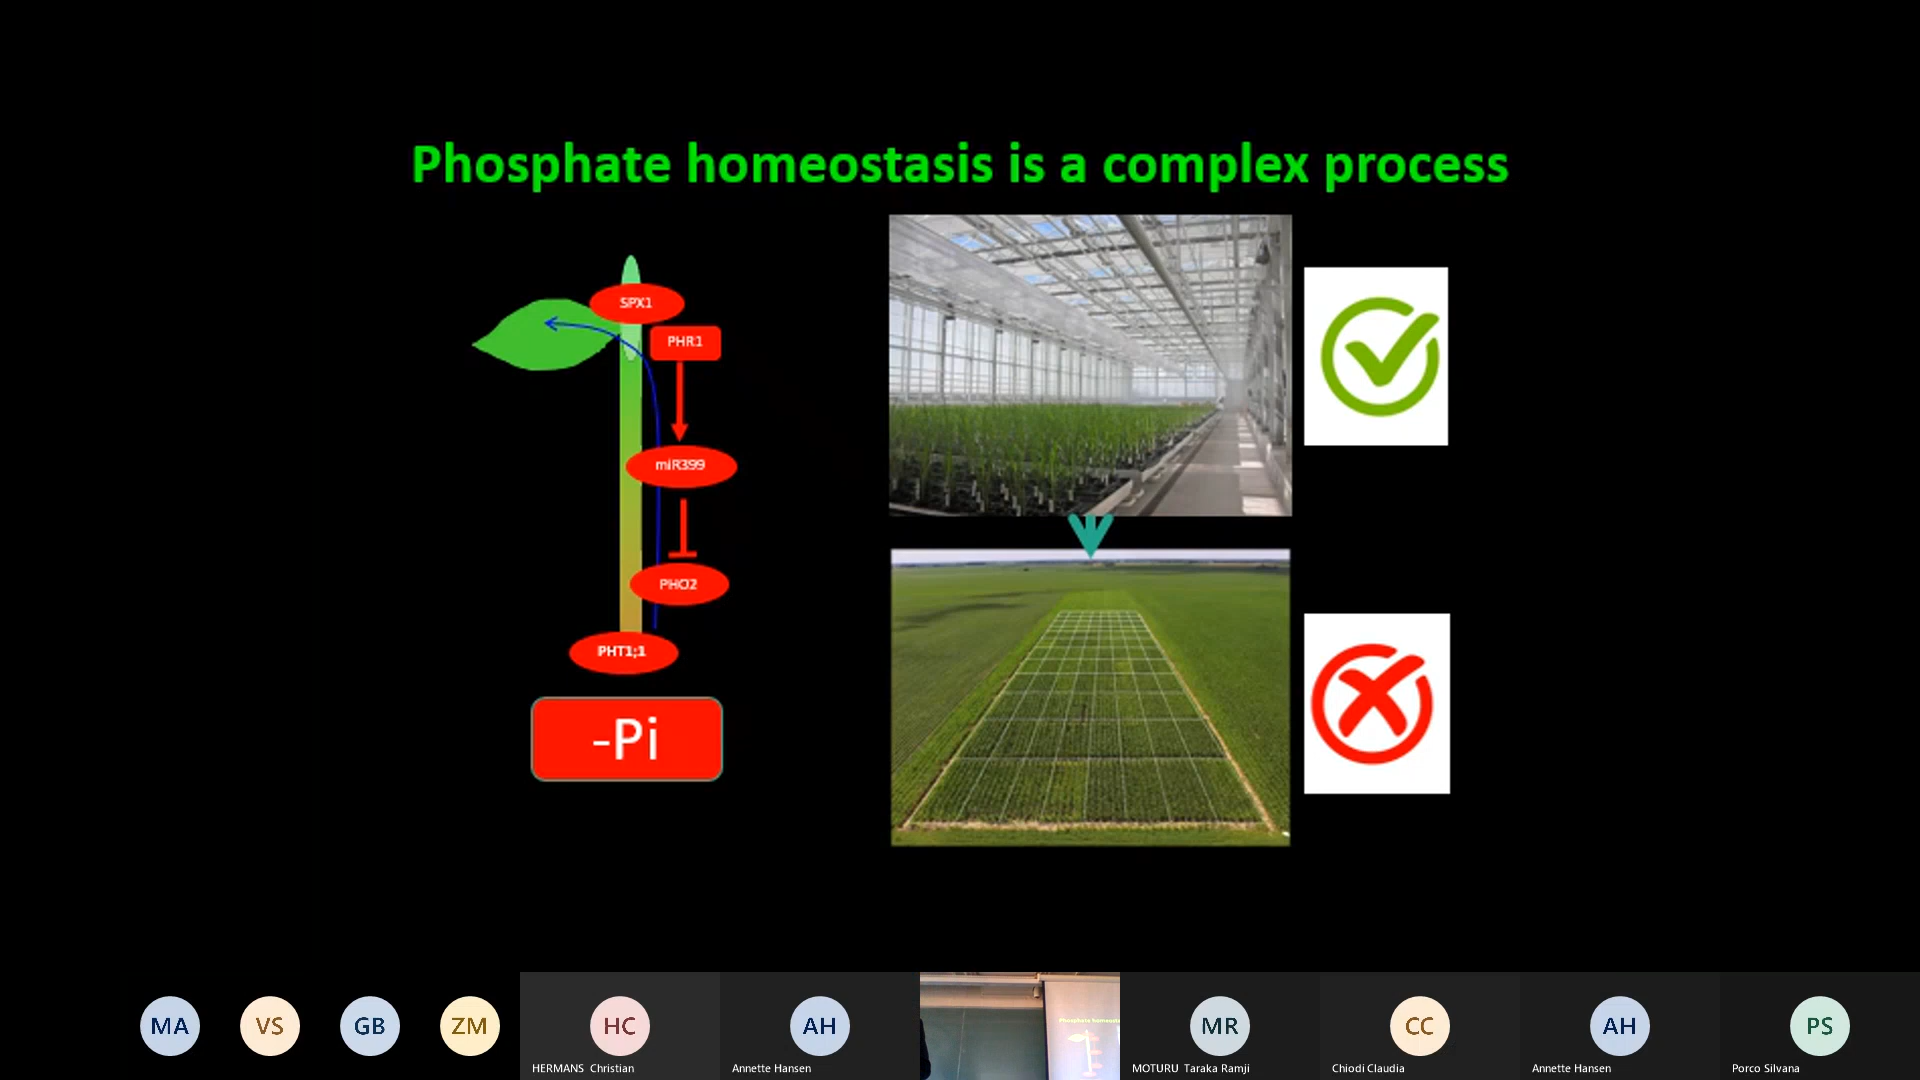 Phosphate homeostasis is a complex process
SPX1
PHR1
miR399
PHO2
PHT1;1
-Pi
MA
VS
GB
ZM
HC
AH
MR
CC
AH
PS
HERMANS Christian
Annette Hansen
MOTURU Taraka Ramji
Chiodi Claudia
Annette Hansen
Porco Silvana